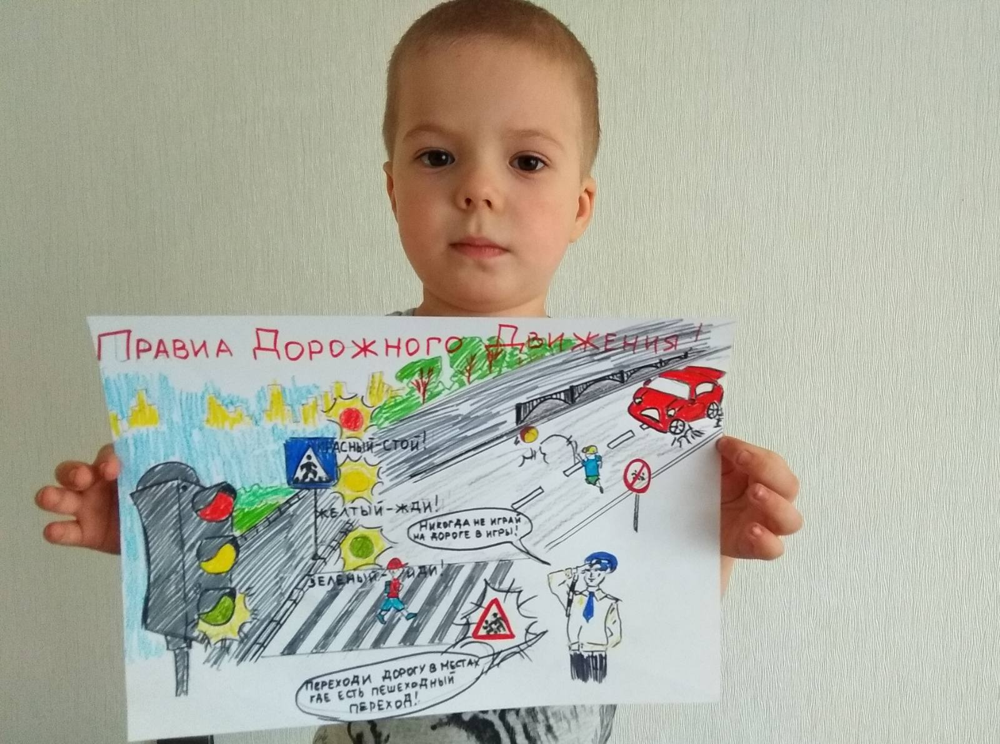 ПРАВИА ДОРОЖНОГО ДВИЖЕНИЯ!
КРАСНЫЙ-СТОЙ!
ЖЕЛТЫЙ-ЖДИ!
НИКОГДА НЕ ИГРАЙ
НА ДОРОГЕ В ИГРЫ!
ЗЕЛЕНЫЙ-ИДИ!
ПЕРЕХОДИ ДОРОГУ В МЕСТАХ
ГДЕ ЕСТЬ ПЕШЕХОДНЫЙ
ПЕРЕХОД!